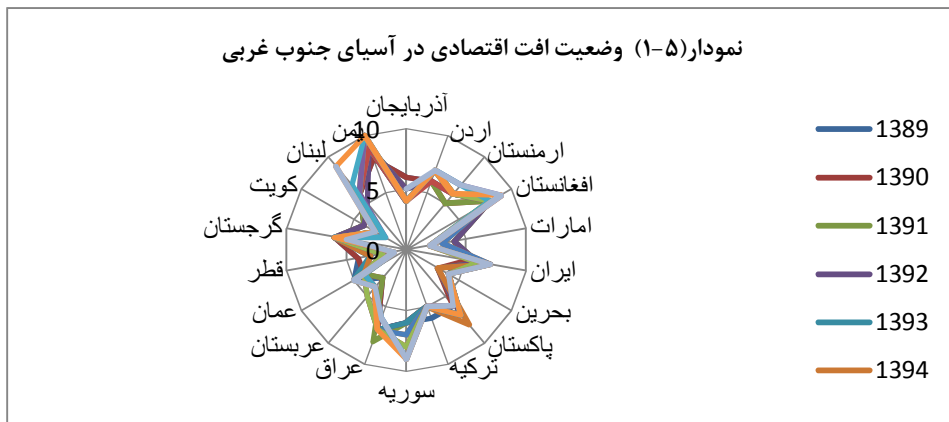 نمودار(۵-۱) وضعیت افت اقتصادی در آسیای جنوب غربی
آذربایجان
اردن
ارمنستان
افغانستان
امارات
ایران
بحرین
پاکستان
ترکیه
سوریه
عراق
عربستان
عمان
قطر
گرجستان
کویت
لبنان
یمن
10
5
0
1389
1390
1391
1392
1393
1394